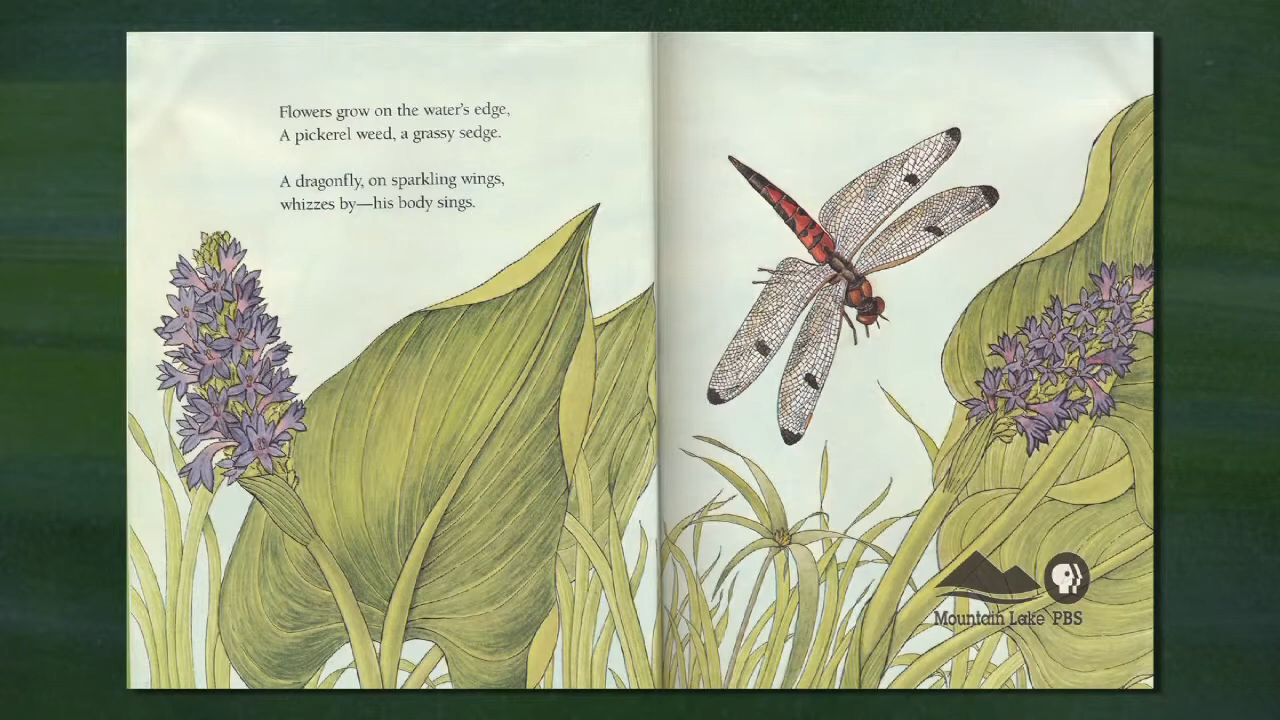 Flowers grow on the water's edge,
A pickerel weed, a grassy sedge.
A dragonfly, on sparkling wings,
whizzes by—his body sings.
Mountain Lake PBS